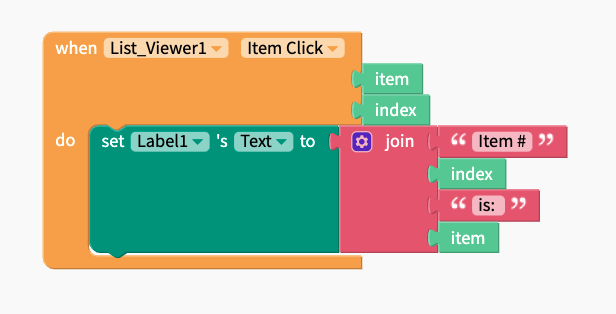 when List_Viewer1 Item Click
item
index
do set Label1 's Text to join “ Item # ”
index
“ is: ”
item